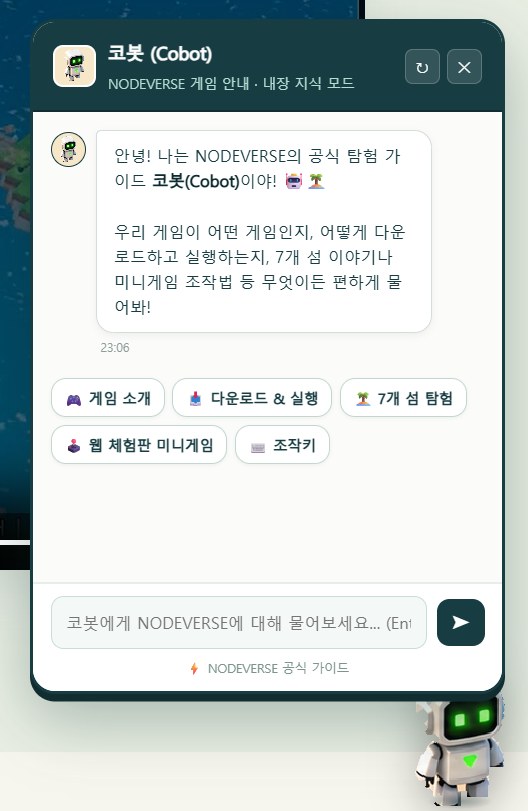 코봇 (Cobot)
NODEVERSE 게임 안내 · 내장 지식 모드
안녕! 나는 NODEVERSE의 공식 탐험 가
이드 코봇(Cobot)이야! 🤖 🏝️
우리 게임이 어떤 게임인지, 어떻게 다운
로드하고 실행하는지, 7개 섬 이야기나
미니게임 조작법 등 무엇이든 편하게 물
어봐!
23:06
🎮 게임 소개
📥 다운로드 & 실행
🏝️ 7개 섬 탐험
🕹️ 웹 체험판 미니게임
⌨️ 조작키
코봇에게 NODEVERSE에 대해 물어보세요... (Ent
⚡ NODEVERSE 공식 가이드